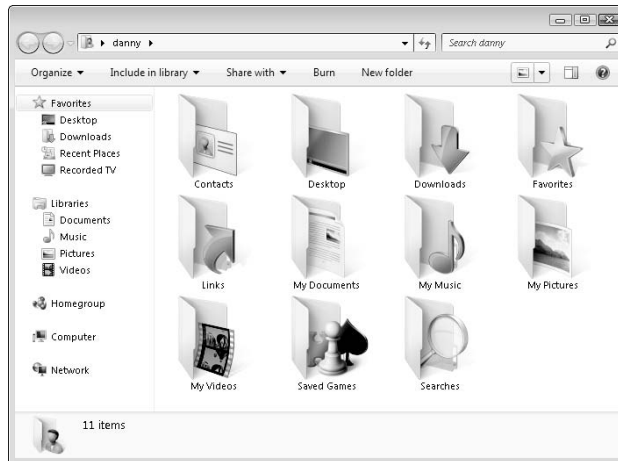 danny
Search danny
Organize Include in library Share with Burn New folder
Favorites
Desktop
Downloads
Recent Places
Recorded TV
Libraries
Documents
Music
Pictures
Videos
Homegroup
Computer
Network
Contacts Desktop Downloads Favorites
Links My Documents My Music My Pictures
My Videos Saved Games Searches
11 items